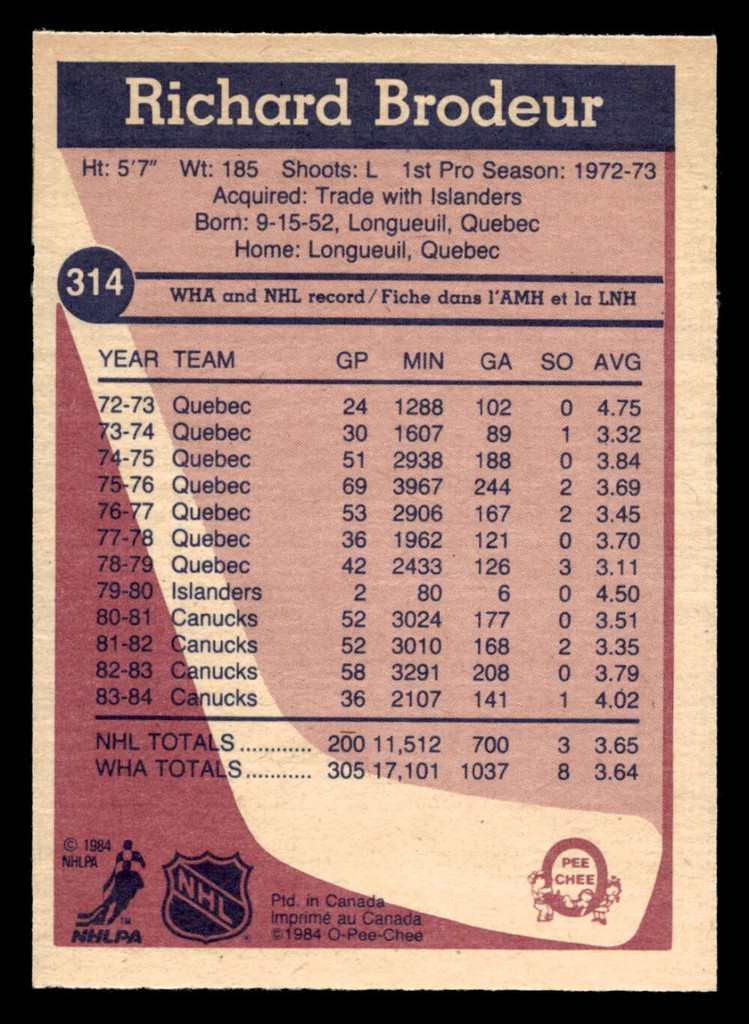 Richard Brodeur
Ht: 5'7" Wt: 185 Shoots: L 1st Pro Season: 1972-73
Acquired: Trade with Islanders
Born: 9-15-52, Longueuil, Quebec
Home: Longueuil, Quebec
314
WHA and NHL record / Fiche dans l'AMH et la LNH
YEAR TEAM GP MIN GA SO AVG
72-73 Quebec 24 1288 102 0 4.75
73-74 Quebec 30 1607 89 1 3.32
74-75 Quebec 51 2938 188 0 3.84
75-76 Quebec 69 3967 244 2 3.69
76-77 Quebec 53 2906 167 2 3.45
77-78 Quebec 36 1962 121 0 3.70
78-79 Quebec 42 2433 126 3 3.11
79-80 Islanders 2 80 6 0 4.50
80-81 Canucks 52 3024 177 0 3.51
81-82 Canucks 52 3010 168 2 3.35
82-83 Canucks 58 3291 208 0 3.79
83-84 Canucks 36 2107 141 1 4.02
NHL TOTALS ............ 200 11,512 700 3 3.65
WHA TOTALS ........... 305 17,101 1037 8 3.64
© 1984
NHLPA
NHLPA
TM
NHL
®
Ptd. in Canada
Imprimé au Canada
©1984 O-Pee-Chee
O
PEE
CHEE